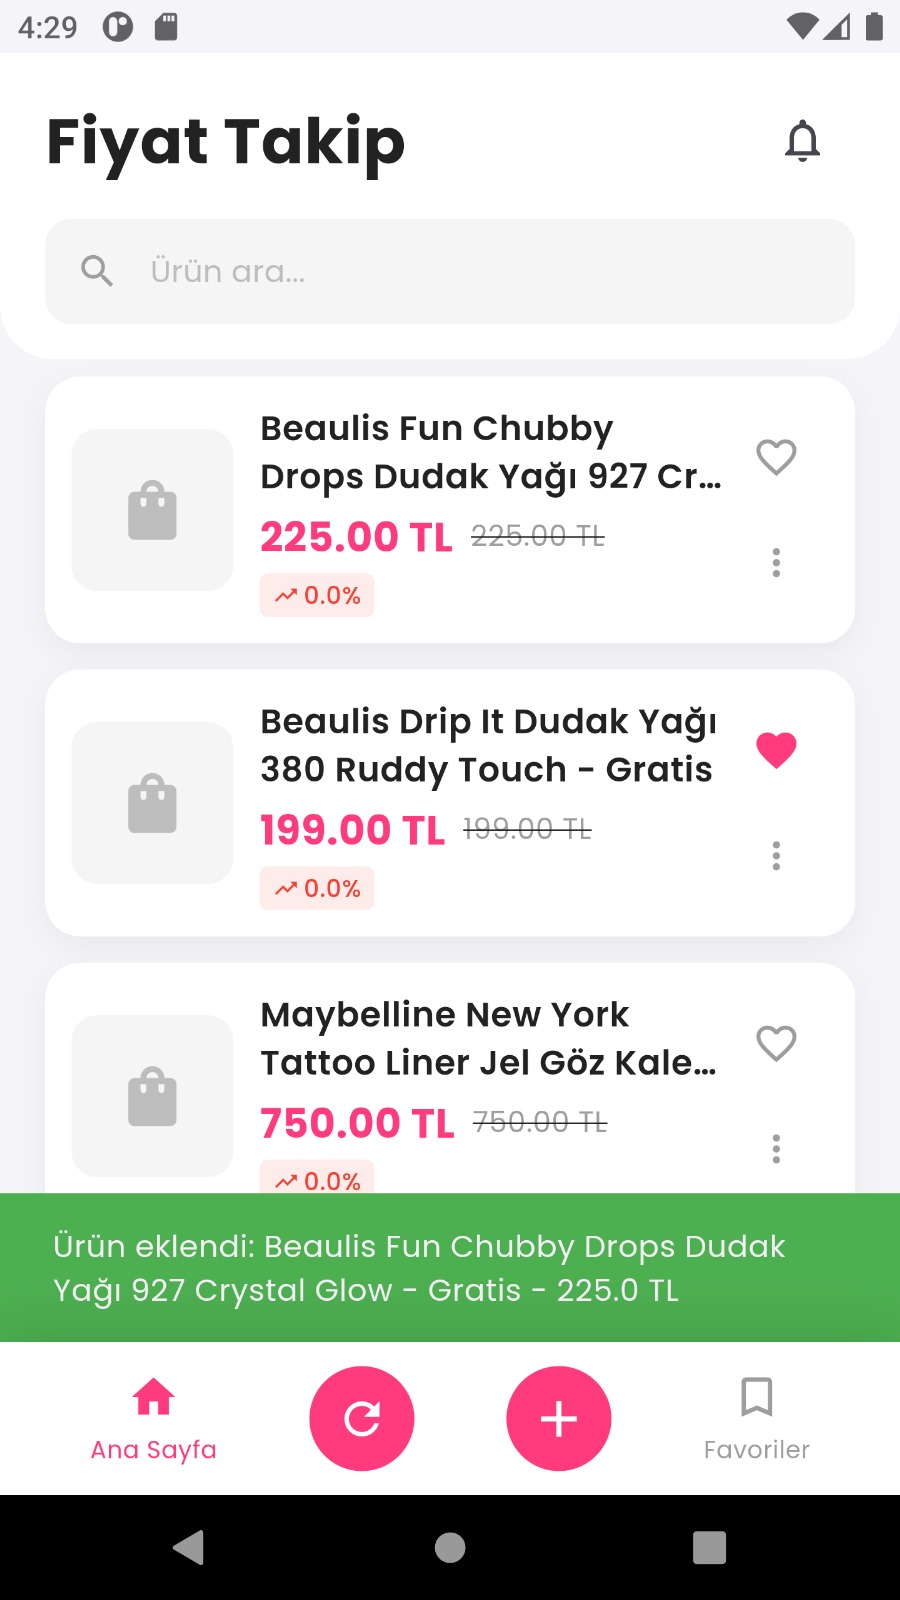 4:29
Fiyat Takip
Ürün ara...
Beaulis Fun Chubby
Drops Dudak Yağı 927 Cr...
225.00 TL 225.00 TL
0.0%
Beaulis Drip It Dudak Yağı
380 Ruddy Touch - Gratis
199.00 TL 199.00 TL
0.0%
Maybelline New York
Tattoo Liner Jel Göz Kale...
750.00 TL 750.00 TL
0.0%
Ürün eklendi: Beaulis Fun Chubby Drops Dudak
Yağı 927 Crystal Glow - Gratis - 225.0 TL
Ana Sayfa
Favoriler